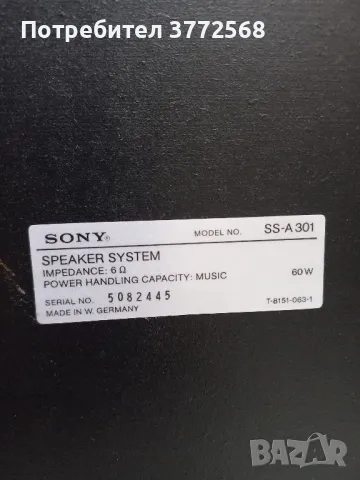 Потребител 3772568
SONY® MODEL NO. SS-A 301
SPEAKER SYSTEM
IMPEDANCE: 6 Ω
POWER HANDLING CAPACITY: MUSIC 60 W
SERIAL NO. 5082445
MADE IN W. GERMANY T-8151-063-1
BAZAR